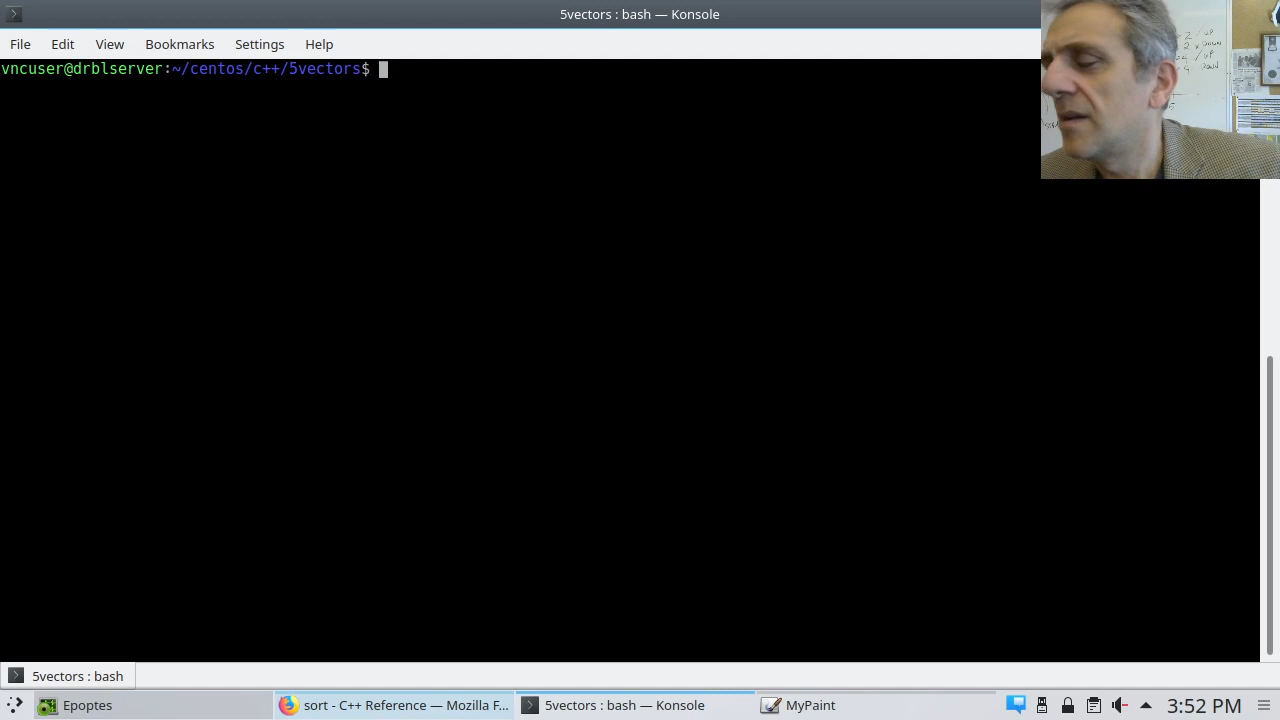 5vectors : bash — Konsole
File Edit View Bookmarks Settings Help
vncuser@drblserver:~/centos/c++/5vectors$
5vectors : bash
Epoptes
sort - C++ Reference — Mozilla F...
5vectors : bash — Konsole
MyPaint
3:52 PM